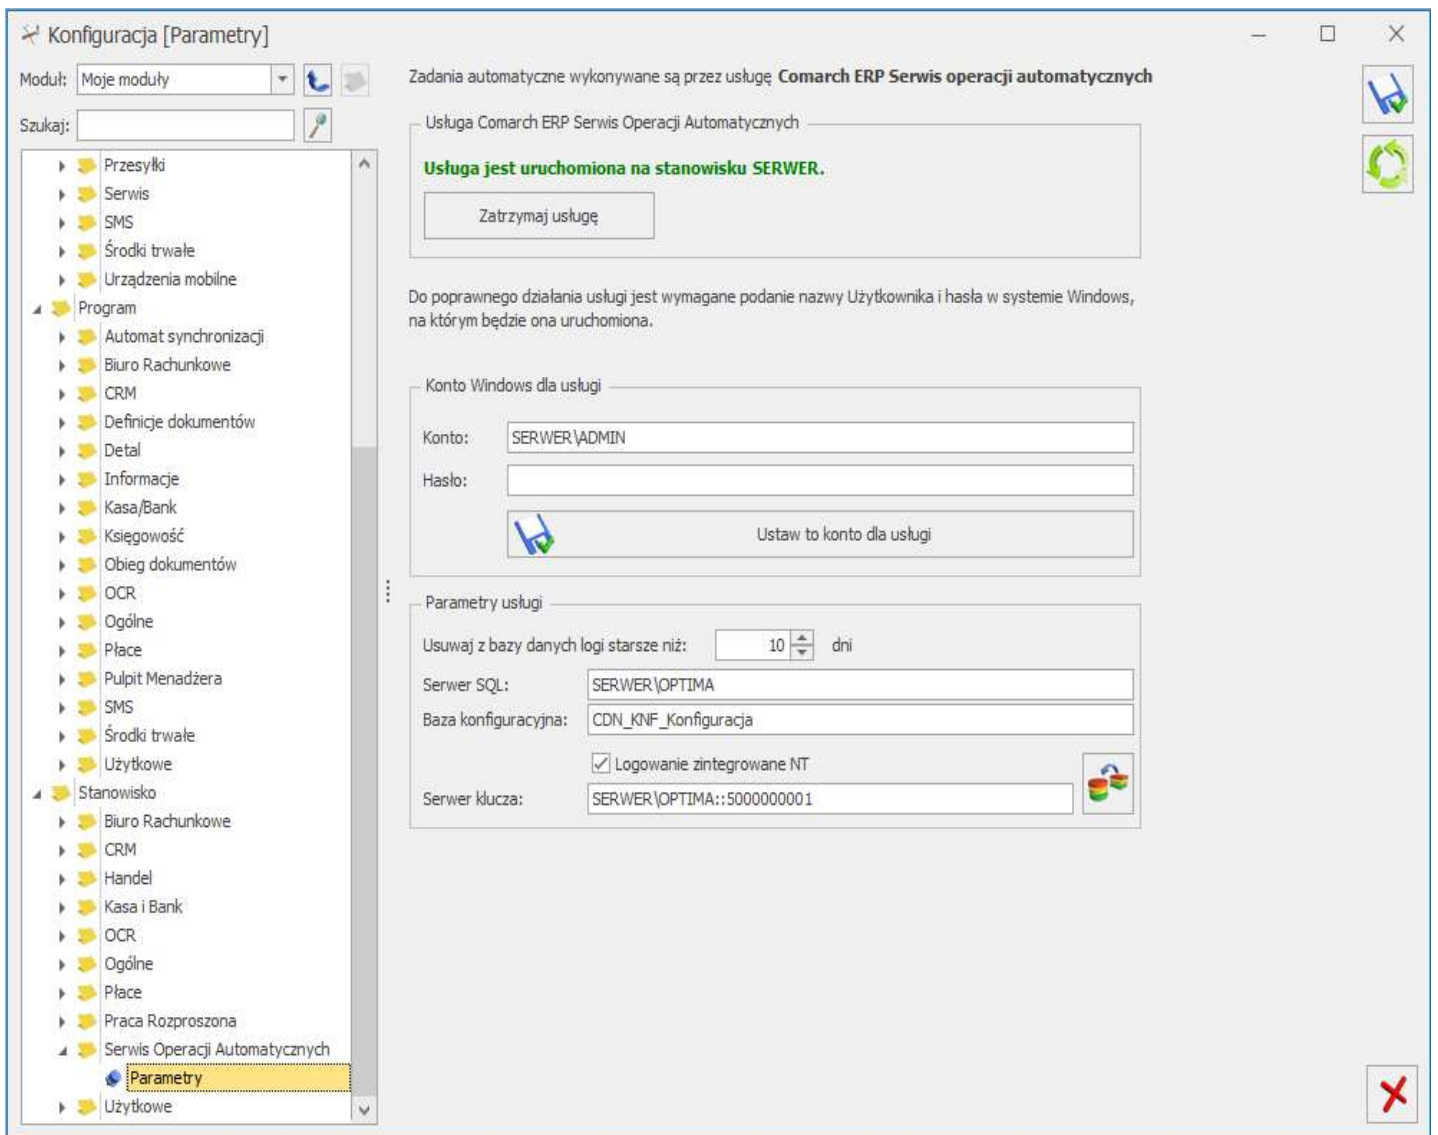 Konfiguracja [Parametry]
Moduł: Moje moduły
Szukaj:
Przesyłki
Serwis
SMS
Środki trwałe
Urządzenia mobilne
Program
Automat synchronizacji
Biuro Rachunkowe
CRM
Definicje dokumentów
Detal
Informacje
Kasa/Bank
Księgowość
Obieg dokumentów
OCR
Ogólne
Płace
Pulpit Menadżera
SMS
Środki trwałe
Użytkowe
Stanowisko
Biuro Rachunkowe
CRM
Handel
Kasa i Bank
OCR
Ogólne
Płace
Praca Rozproszona
Serwis Operacji Automatycznych
Parametry
Użytkowe
Zadania automatyczne wykonywane są przez usługę Comarch ERP Serwis operacji automatycznych
Usługa Comarch ERP Serwis Operacji Automatycznych
Usługa jest uruchomiona na stanowisku SERWER.
Zatrzymaj usługę
Do poprawnego działania usługi jest wymagane podanie nazwy Użytkownika i hasła w systemie Windows,
na którym będzie ona uruchomiona.
Konto Windows dla usługi
Konto: SERWER\ADMIN
Hasło:
Ustaw to konto dla usługi
Parametry usługi
Usuwaj z bazy danych logi starsze niż: 10 dni
Serwer SQL: SERWER\OPTIMA
Baza konfiguracyjna: CDN_KNF_Konfiguracja
Logowanie zintegrowane NT
Serwer klucza: SERWER\OPTIMA::5000000001